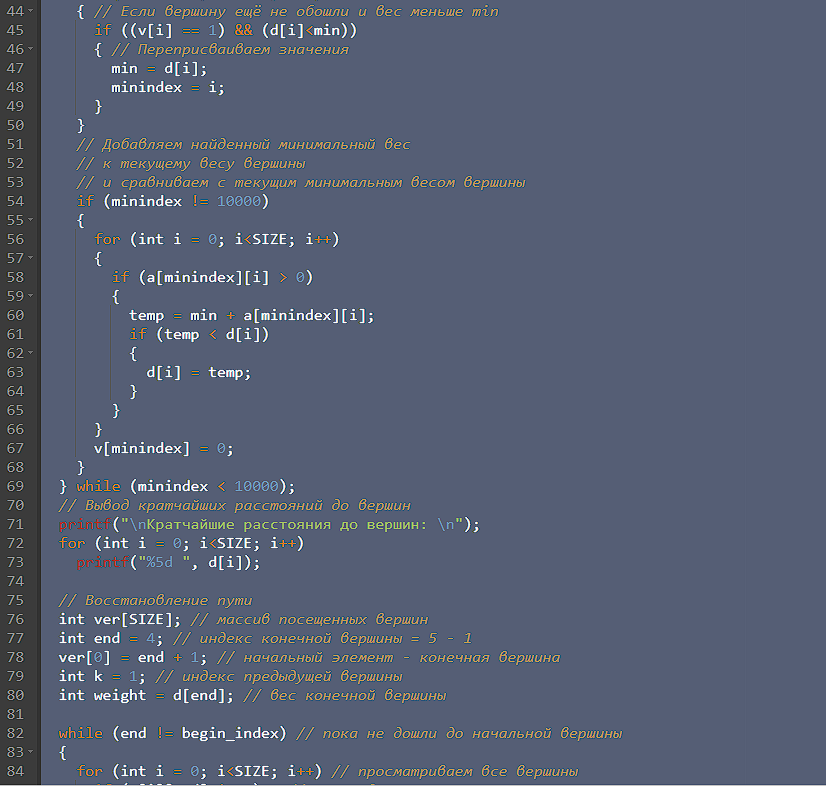 44 { // Если вершину ещё не обошли и вес меньше min
45 if ((v[i] == 1) && (d[i]<min))
46 { // Переприсваиваем значения
47 min = d[i];
48 minindex = i;
49 }
50 }
51 // Добавляем найденный минимальный вес
52 // к текущему весу вершины
53 // и сравниваем с текущим минимальным весом вершины
54 if (minindex != 10000)
55 {
56 for (int i = 0; i<SIZE; i++)
57 {
58 if (a[minindex][i] > 0)
59 {
60 temp = min + a[minindex][i];
61 if (temp < d[i])
62 {
63 d[i] = temp;
64 }
65 }
66 }
67 v[minindex] = 0;
68 }
69 } while (minindex < 10000);
70 // Вывод кратчайших расстояний до вершин
71 printf("\nКратчайшие расстояния до вершин: \n");
72 for (int i = 0; i<SIZE; i++)
73 printf("%5d ", d[i]);
74
75 // Восстановление пути
76 int ver[SIZE]; // массив посещенных вершин
77 int end = 4; // индекс конечной вершины = 5 - 1
78 ver[0] = end + 1; // начальный элемент - конечная вершина
79 int k = 1; // индекс предыдущей вершины
80 int weight = d[end]; // вес конечной вершины
81
82 while (end != begin_index) // пока не дошли до начальной вершины
83 {
84 for (int i = 0; i<SIZE; i++) // просматриваем все вершины